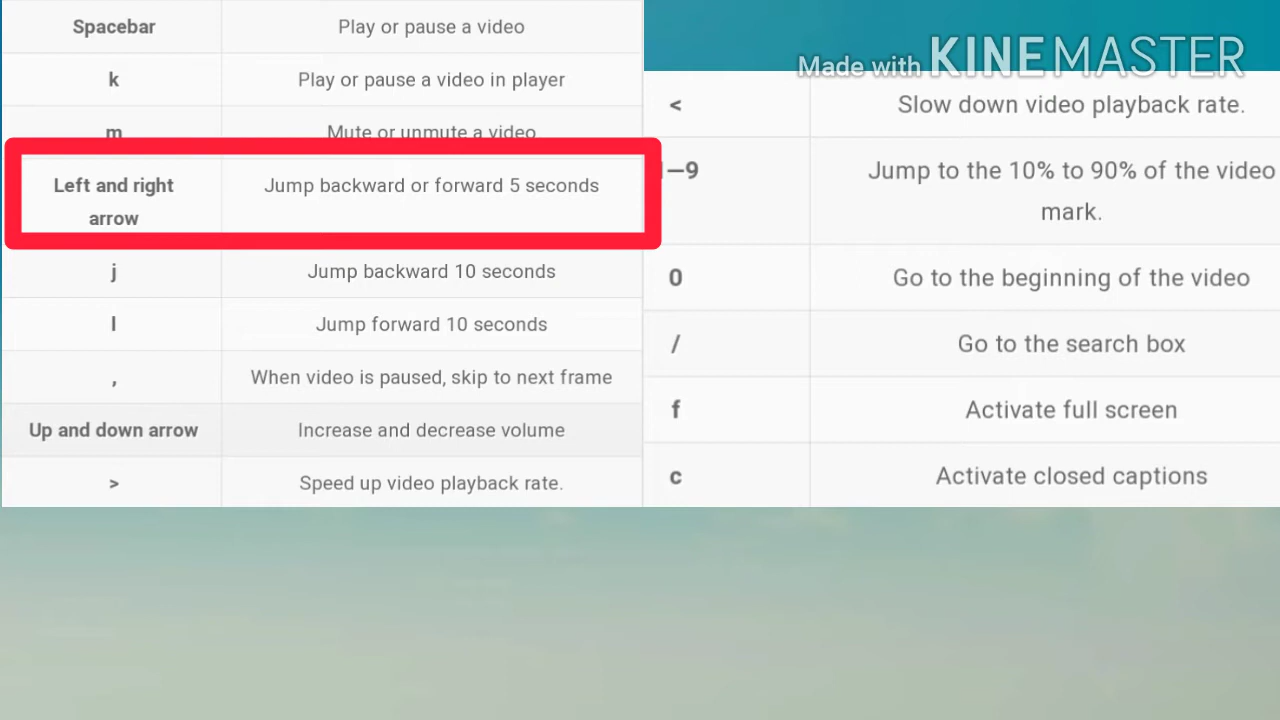 Spacebar Play or pause a video
k Play or pause a video in player
m Mute or unmute a video
Left and right Jump backward or forward 5 seconds
arrow
j Jump backward 10 seconds
l Jump forward 10 seconds
, When video is paused, skip to next frame
Up and down arrow Increase and decrease volume
> Speed up video playback rate.
Made with KINEMASTER
< Slow down video playback rate.
—9 Jump to the 10% to 90% of the video
mark.
0 Go to the beginning of the video
/ Go to the search box
f Activate full screen
c Activate closed captions